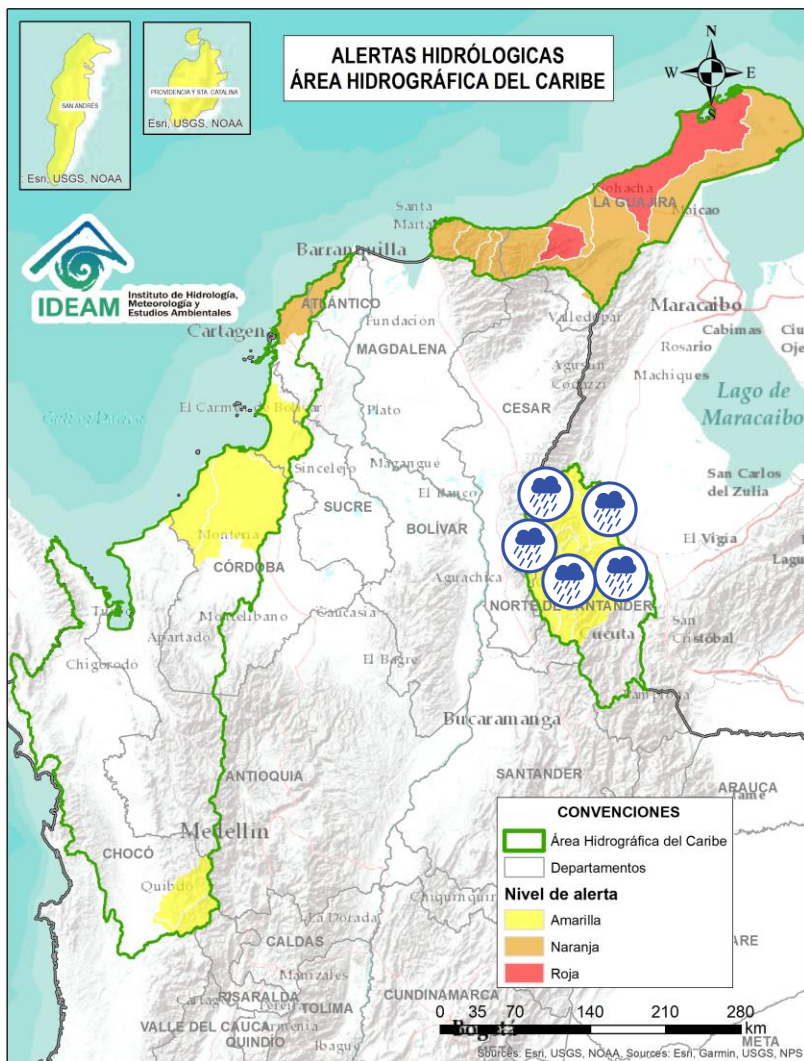 ALERTAS HIDRÓLOGICAS
ÁREA HIDROGRÁFICA DEL CARIBE
N
W
E
S
SAN ANDRÉS
Esri, USGS, NOAA
PROVIDENCIA Y STA. CATALINA
Esri, USGS, NOAA
IDEAM
Instituto de Hidrología,
Meteorología y
Estudios Ambientales
Santa
Marta
Riohacha
LA GUAJIRA
Maicao
Barranquilla
ATLÁNTICO
Cartagena
Fundación
MAGDALENA
Valledupar
Maracaibo
Cabimas
Rosario
Machiques
Agustín
Codazzi
CESAR
Lago de
Maracaibo
El Carmen de Bolívar
Plato
Sincelejo
Magangue
SUCRE
El Banco
BOLÍVAR
San Carlos
del Zulia
El Vigía
Montería
CÓRDOBA
Aguachica
NORTE DE SANTANDER
Cucuta
San
Cristóbal
Montelibano
Caucasia
Apartado
Chigorodó
El Bagre
Pamplona
Bucaramanga
ANTIOQUIA
SANTANDER
ARAUCA
Medellín
CHOCÓ
Quibdó
La Dorada
CALDAS
Manizales
RISARALDA
TOLIMA
CUNDINAMARCA
VALLE DEL CAUCA
QUINDÍO
Ibague
Bogotá
META
CONVENCIONES
Área Hidrográfica del Caribe
Departamentos
Nivel de alerta
Amarilla
Naranja
Roja
0 35 70 140 210 280
km
Sources: Esri, USGS, NOAA, Sources: Esri, Garmin, USGS, NPS